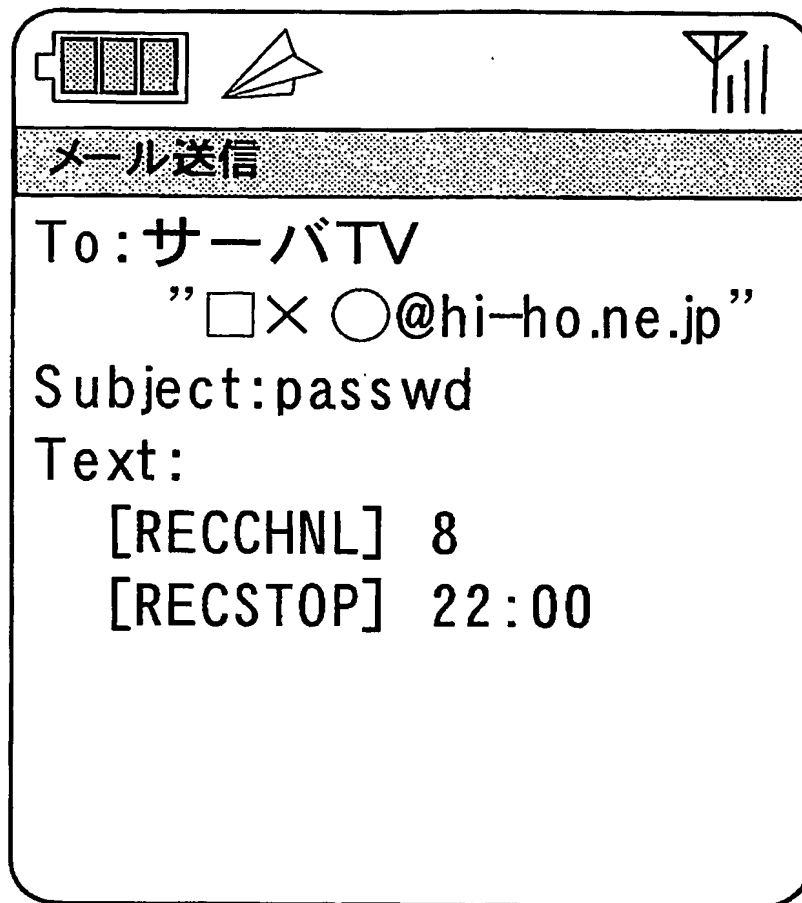 メール送信
To:サーバTV
”□× ○@hi-ho.ne.jp”
Subject:passwd
Text:
[RECCHNL] 8
[RECSTOP] 22:00